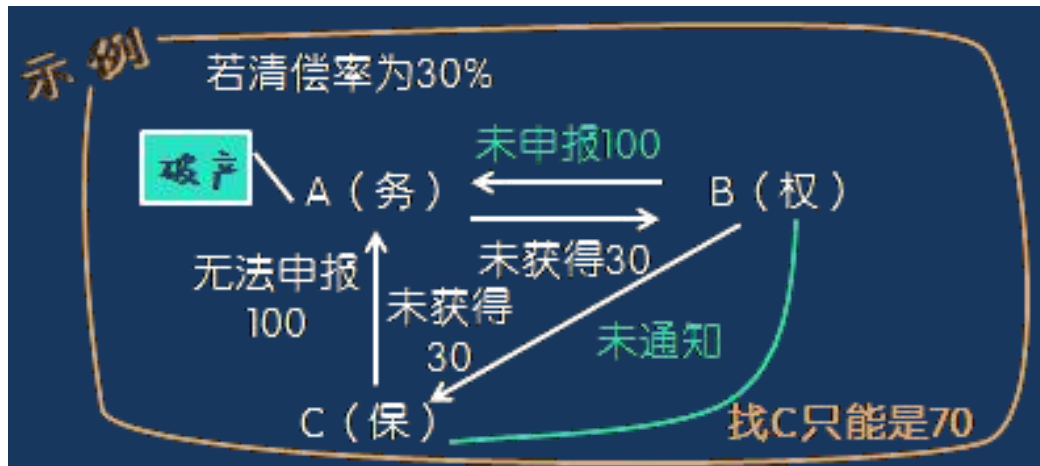 示例
若清偿率为30%
破产
未申报100
A（务）
B（权）
未获得30
无法申报
100
未获得
30
未通知
C（保）
找C只能是70